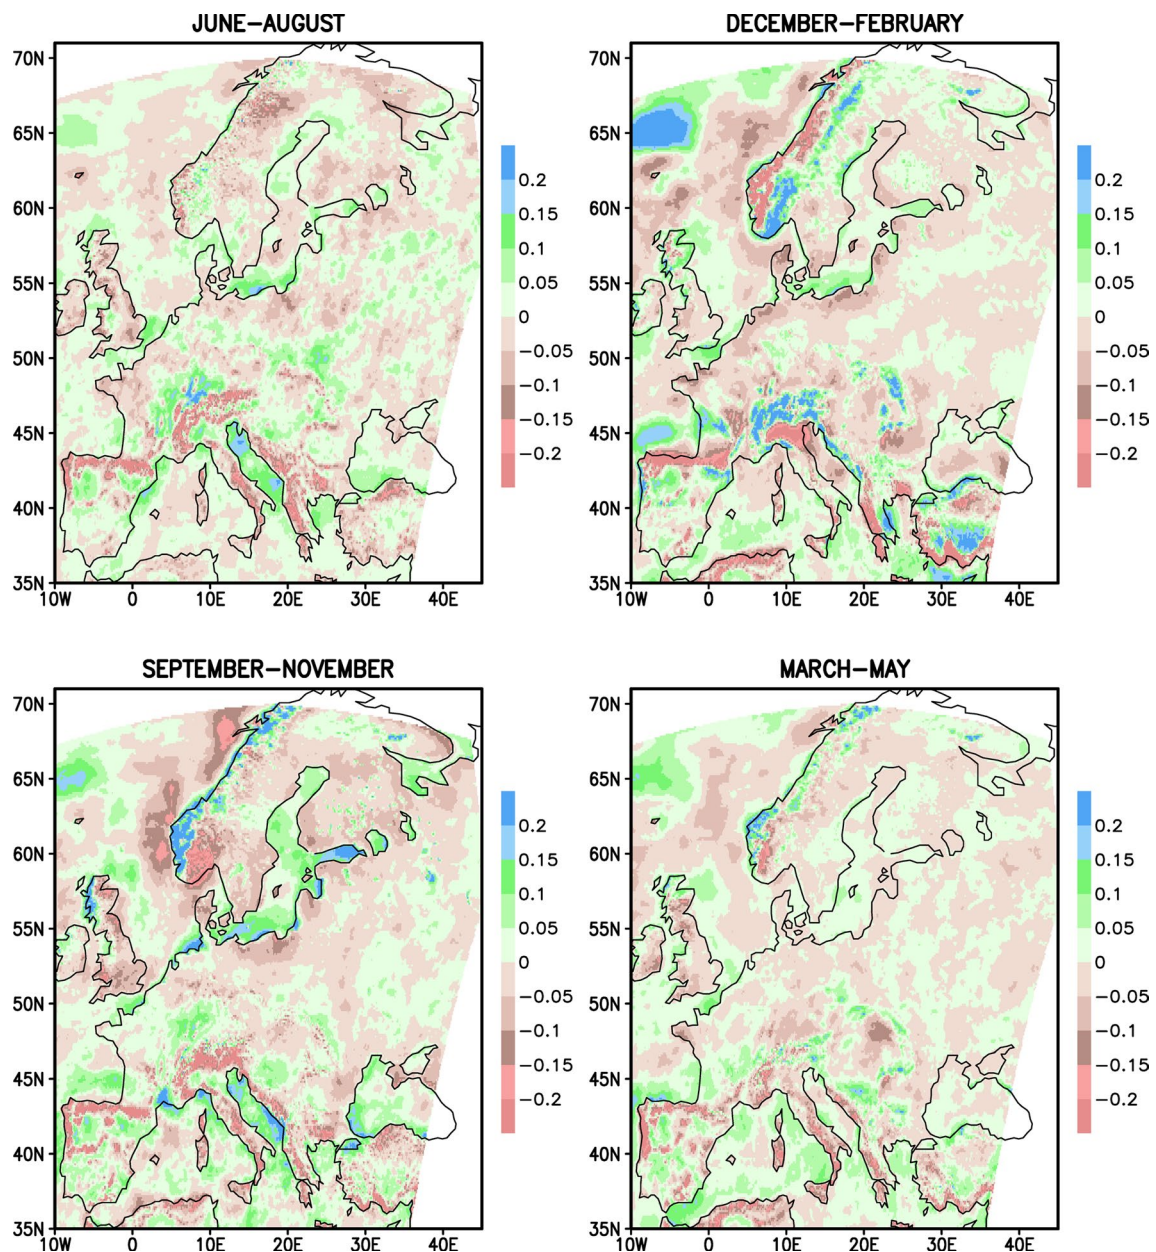 JUNE–AUGUST
DECEMBER–FEBRUARY
70N
65N
60N
55N
50N
45N
40N
35N
10W 0 10E 20E 30E 40E
0.2
0.15
0.1
0.05
0
−0.05
−0.1
−0.15
−0.2
70N
65N
60N
55N
50N
45N
40N
35N
10W 0 10E 20E 30E 40E
0.2
0.15
0.1
0.05
0
−0.05
−0.1
−0.15
−0.2
SEPTEMBER–NOVEMBER
MARCH–MAY
70N
65N
60N
55N
50N
45N
40N
35N
10W 0 10E 20E 30E 40E
0.2
0.15
0.1
0.05
0
−0.05
−0.1
−0.15
−0.2
70N
65N
60N
55N
50N
45N
40N
35N
10W 0 10E 20E 30E 40E
0.2
0.15
0.1
0.05
0
−0.05
−0.1
−0.15
−0.2